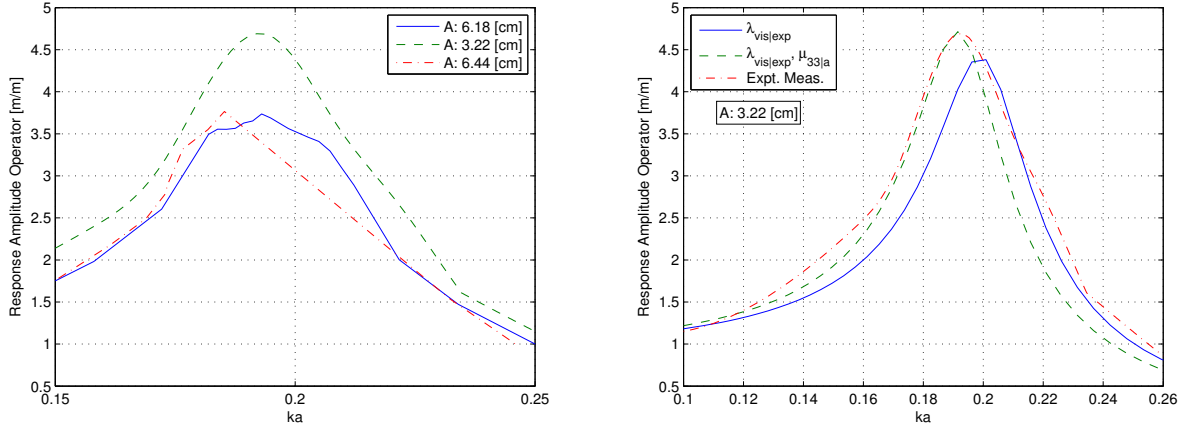 Response Amplitude Operator [m/m]
5
4.5
4
3.5
3
2.5
2
1.5
1
0.5
0.15
0.2
0.25
ka
A: 6.18 [cm]
A: 3.22 [cm]
A: 6.44 [cm]
Response Amplitude Operator [m/m]
5
4.5
4
3.5
3
2.5
2
1.5
1
0.5
0.1
0.12
0.14
0.16
0.18
0.2
0.22
0.24
0.26
ka
λvis|exp
λvis|exp, μ33|a
Expt. Meas.
A: 3.22 [cm]